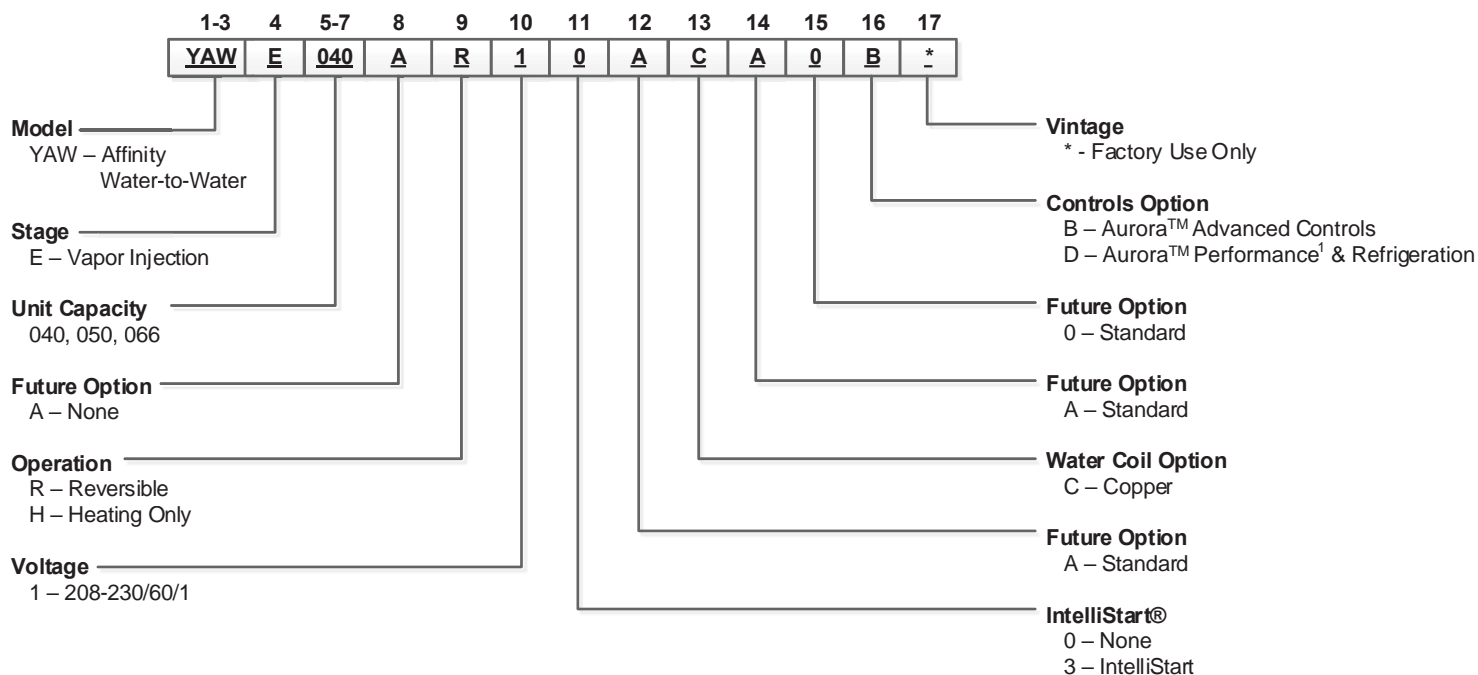 1-3 4 5-7 8 9 10 11 12 13 14 15 16 17
YAW E 040 A R 1 0 A C A 0 B *
Model
YAW – Affinity
Water-to-Water
Stage
E – Vapor Injection
Unit Capacity
040, 050, 066
Future Option
A – None
Operation
R – Reversible
H – Heating Only
Voltage
1 – 208-230/60/1
Vintage
* - Factory Use Only
Controls Option
B – Aurora™ Advanced Controls
D – Aurora™ Performance¹ & Refrigeration
Future Option
0 – Standard
Future Option
A – Standard
Water Coil Option
C – Copper
Future Option
A – Standard
IntelliStart®
0 – None
3 – IntelliStart